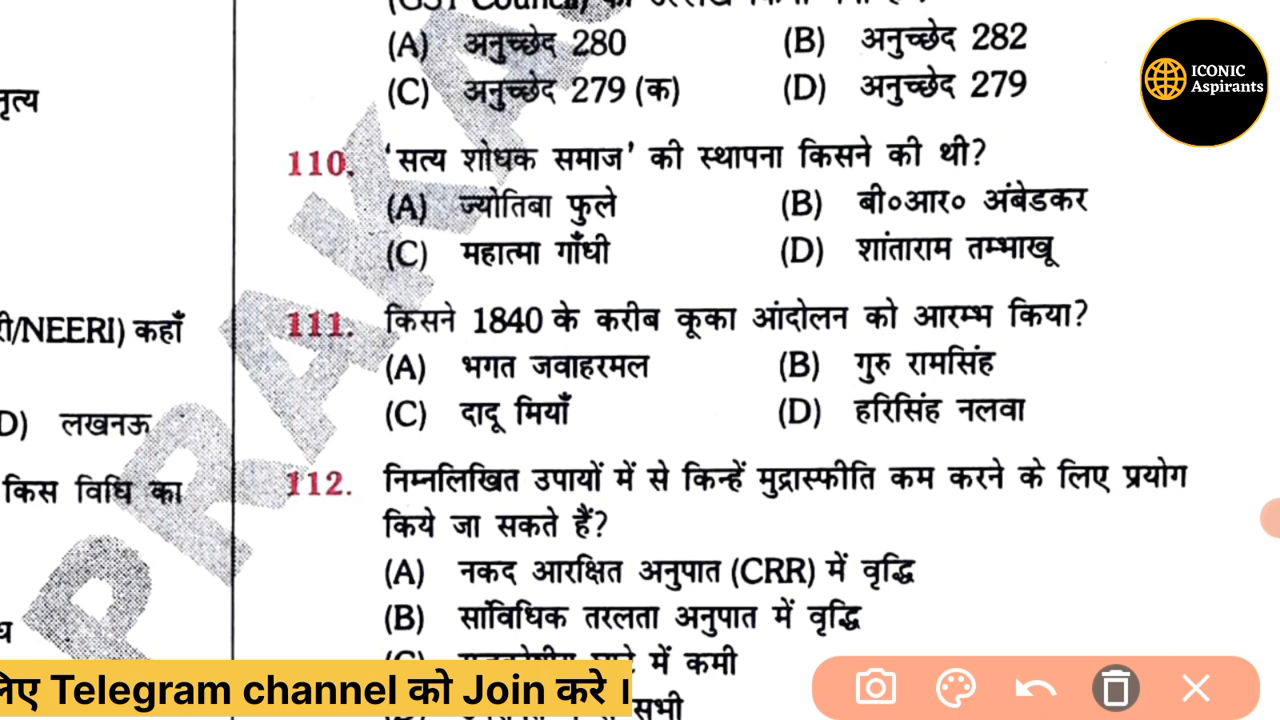 नृत्य
री/NEERI) कहाँ
D) लखनऊ
किस विधि का
(GST Council)
(A) अनुच्छेद 280 (B) अनुच्छेद 282
(C) अनुच्छेद 279 (क) (D) अनुच्छेद 279
110. 'सत्य शोधक समाज' की स्थापना किसने की थी?
(A) ज्योतिबा फुले (B) बी०आर० अंबेडकर
(C) महात्मा गाँधी (D) शांताराम तम्भाखू
111. किसने 1840 के करीब कूका आंदोलन को आरम्भ किया?
(A) भगत जवाहरमल (B) गुरु रामसिंह
(C) दादू मियाँ (D) हरिसिंह नलवा
112. निम्नलिखित उपायों में से किन्हें मुद्रास्फीति कम करने के लिए प्रयोग
किये जा सकते हैं?
(A) नकद आरक्षित अनुपात (CRR) में वृद्धि
(B) सांविधिक तरलता अनुपात में वृद्धि
में कमी
सभी
ICONIC
Aspirants
लिए Telegram channel को Join करे ।